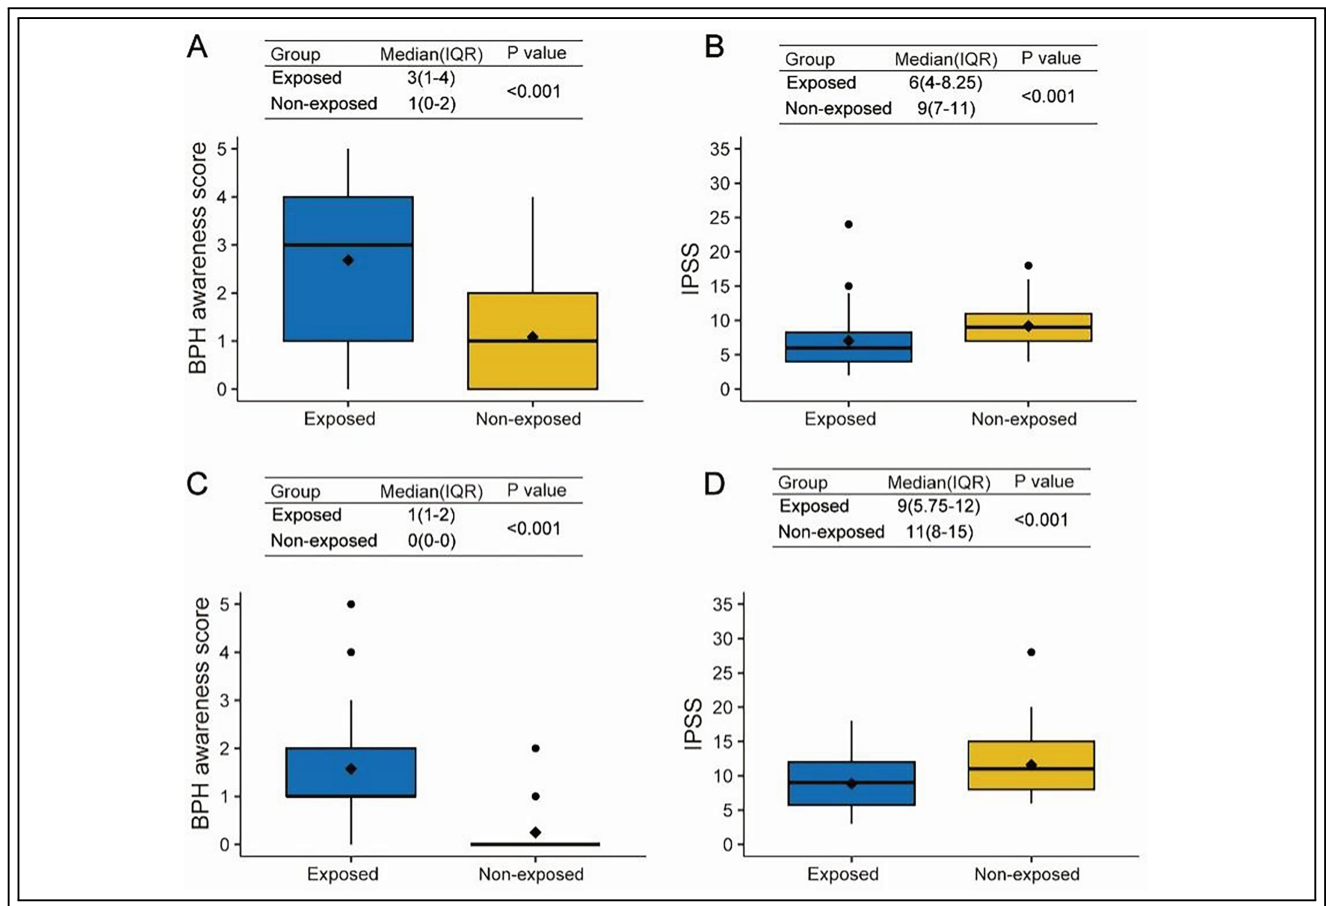 A
Group Median(IQR) P value
Exposed 3(1-4)
<0.001
Non-exposed 1(0-2)
BPH awareness score
5
4
3
2
1
0
Exposed Non-exposed
B
Group Median(IQR) P value
Exposed 6(4-8.25)
<0.001
Non-exposed 9(7-11)
IPSS
35
30
25
20
15
10
5
0
Exposed Non-exposed
C
Group Median(IQR) P value
Exposed 1(1-2)
<0.001
Non-exposed 0(0-0)
BPH awareness score
5
4
3
2
1
0
Exposed Non-exposed
D
Group Median(IQR) P value
Exposed 9(5.75-12)
<0.001
Non-exposed 11(8-15)
IPSS
35
30
25
20
15
10
5
0
Exposed Non-exposed